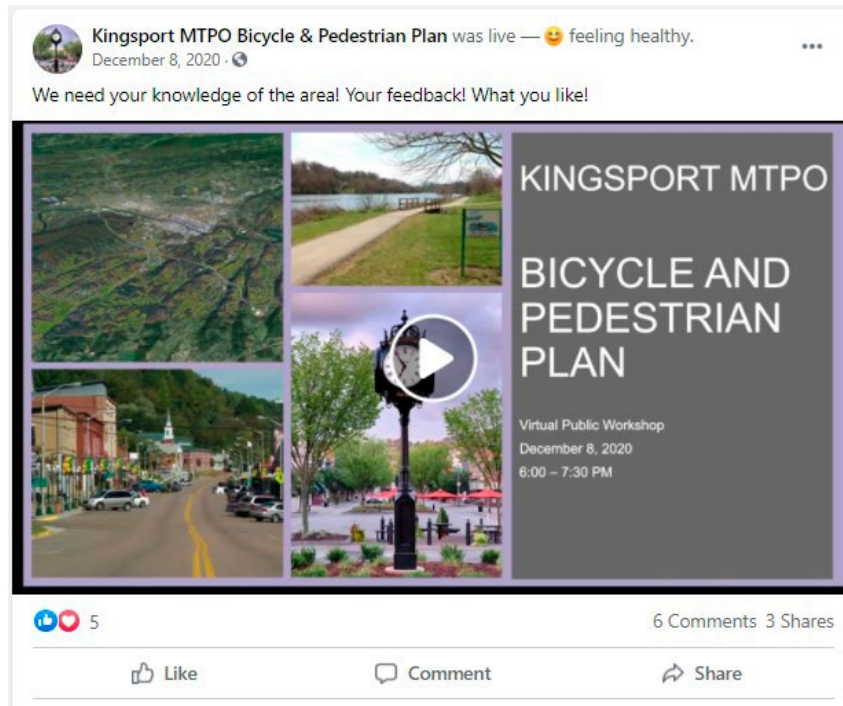 Kingsport MTPO Bicycle & Pedestrian Plan was live — 😊 feeling healthy.
December 8, 2020 ·
We need your knowledge of the area! Your feedback! What you like!
KINGSPORT MTPO
BICYCLE AND
PEDESTRIAN
PLAN
Virtual Public Workshop
December 8, 2020
6:00 – 7:30 PM
5
6 Comments 3 Shares
Like
Comment
Share